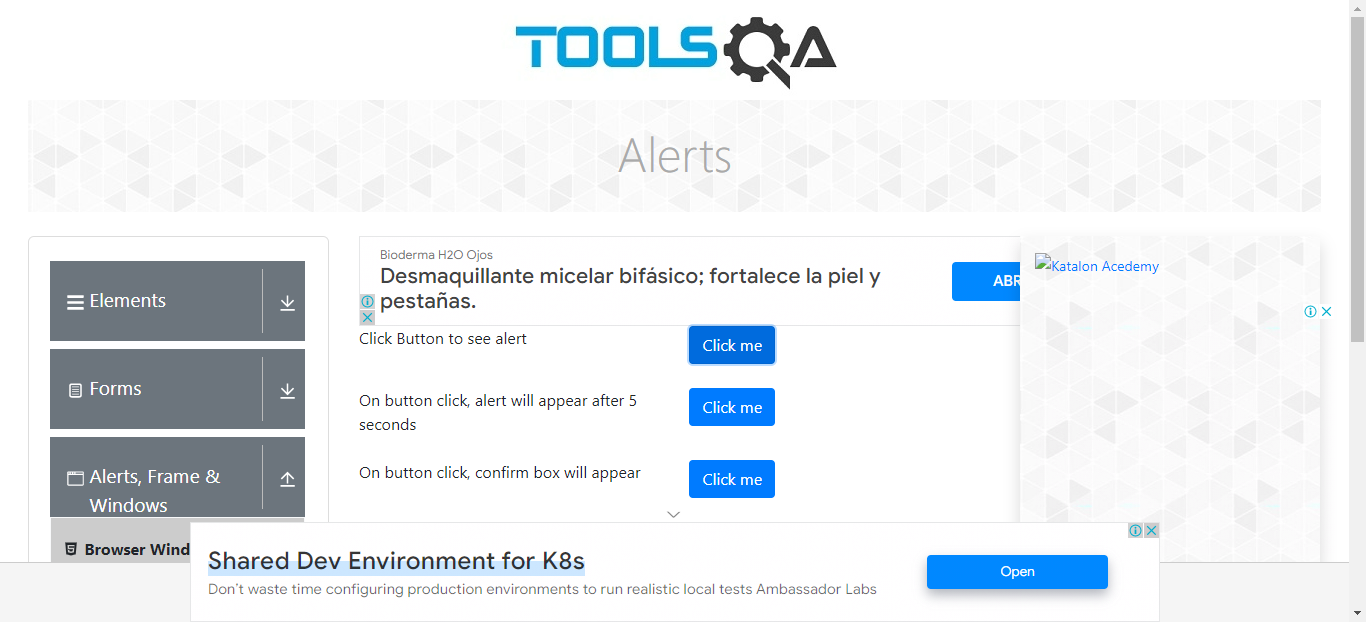 TOOLSQA
Alerts
Elements
Forms
Alerts, Frame &
Windows
Browser Wind
Bioderma H2O Ojos
Desmaquillante micelar bifásico; fortalece la piel y
pestañas.
ABR
Click Button to see alert
Click me
On button click, alert will appear after 5
seconds
Click me
On button click, confirm box will appear
Click me
Katalon Acedemy
Shared Dev Environment for K8s
Don't waste time configuring production environments to run realistic local tests Ambassador Labs
Open